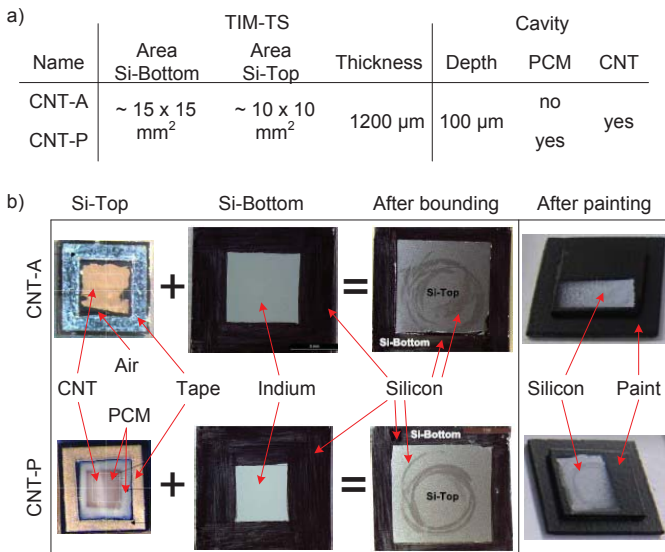 a)
TIM-TS
Cavity
Name
Area
Si-Bottom
Area
Si-Top
Thickness
Depth
PCM
CNT
CNT-A
CNT-P
~ 15 x 15
mm²
~ 10 x 10
mm²
1200 µm
100 µm
no
yes
yes
b)
Si-Top
Si-Bottom
After bounding
After painting
CNT-A
+
=
Si-Top
Si-Bottom
Air
CNT
Tape
Indium
Silicon
Silicon
Paint
PCM
CNT-P
+
=
Si-Bottom
Si-Top